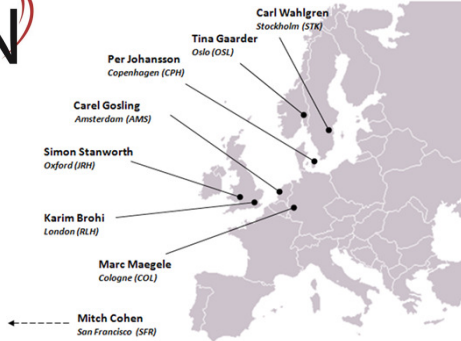 N
Carl Wahlgren
Stockholm (STK)
Tina Gaarder
Oslo (OSL)
Per Johansson
Copenhagen (CPH)
Carel Gosling
Amsterdam (AMS)
Simon Stanworth
Oxford (JRH)
Karim Brohi
London (RLH)
Marc Maegele
Cologne (COL)
Mitch Cohen
San Francisco (SFR)